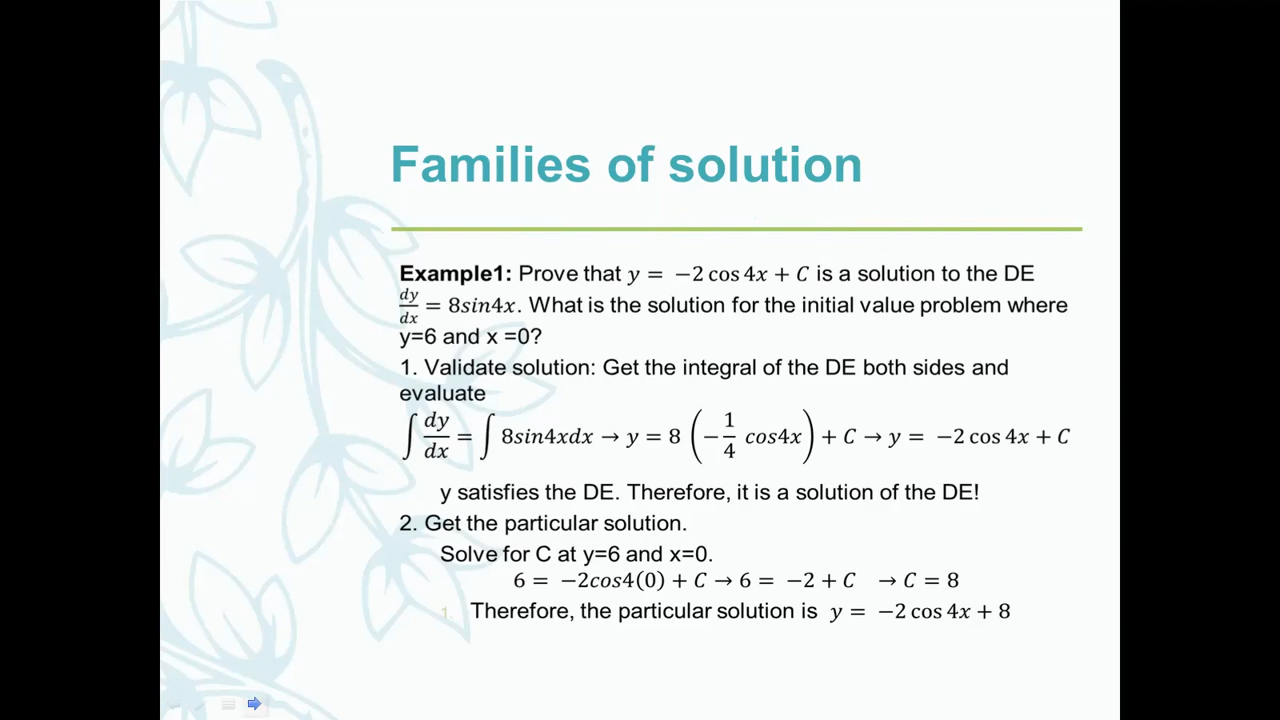 Families of solution
Example1: Prove that y = −2 cos 4x + C is a solution to the DE
dy/dx = 8sin4x. What is the solution for the initial value problem where
y=6 and x =0?
1. Validate solution: Get the integral of the DE both sides and
evaluate
∫ dy/dx = ∫ 8sin4xdx → y = 8 (−1/4 cos4x) + C → y = −2 cos 4x + C
y satisfies the DE. Therefore, it is a solution of the DE!
2. Get the particular solution.
Solve for C at y=6 and x=0.
6 = −2cos4(0) + C → 6 = −2 + C → C = 8
1. Therefore, the particular solution is y = −2 cos 4x + 8